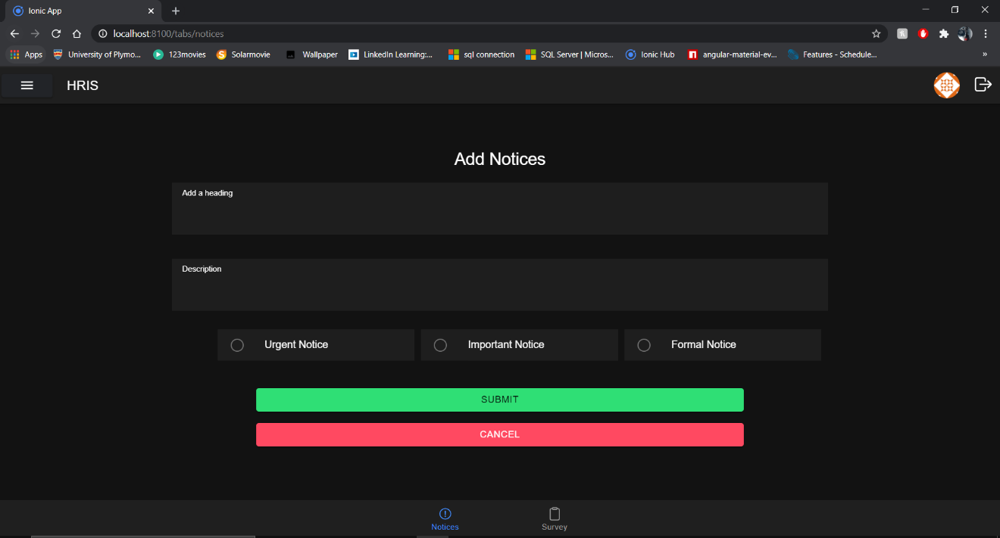 Ionic App
localhost:8100/tabs/notices
Apps University of Plymo... 123movies Solarmovie Wallpaper LinkedIn Learning:... sql connection SQL Server | Micros... Ionic Hub angular-material-ev... Features - Schedule... »
HRIS
Add Notices
Add a heading
Description
Urgent Notice Important Notice Formal Notice
SUBMIT
CANCEL
Notices Survey